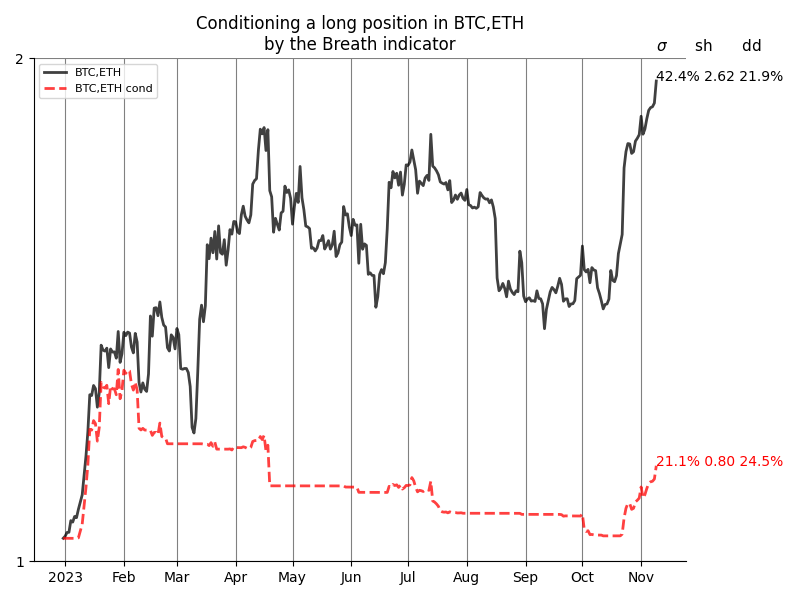 Conditioning a long position in BTC,ETH
by the Breath indicator
σ sh dd
2
BTC,ETH
BTC,ETH cond
42.4% 2.62 21.9%
21.1% 0.80 24.5%
1
2023 Feb Mar Apr May Jun Jul Aug Sep Oct Nov